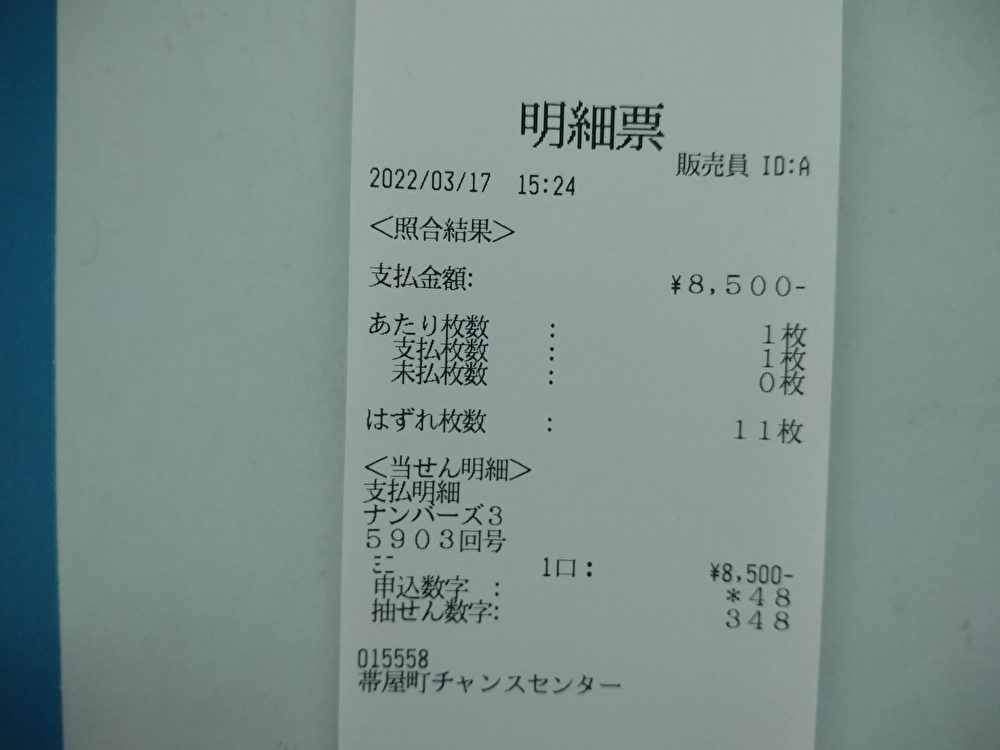 明細票
販売員 ID:A
2022/03/17 15:24
<照合結果>
支払金額: ¥8,500-
あたり枚数 : 1枚
支払枚数 : 1枚
未払枚数 : 0枚
はずれ枚数 : 11枚
<当せん明細>
支払明細
ナンバーズ3
5903回号
ミニ 1口: ¥8,500-
申込数字 : *48
抽せん数字: 348
015558
帯屋町チャンスセンター